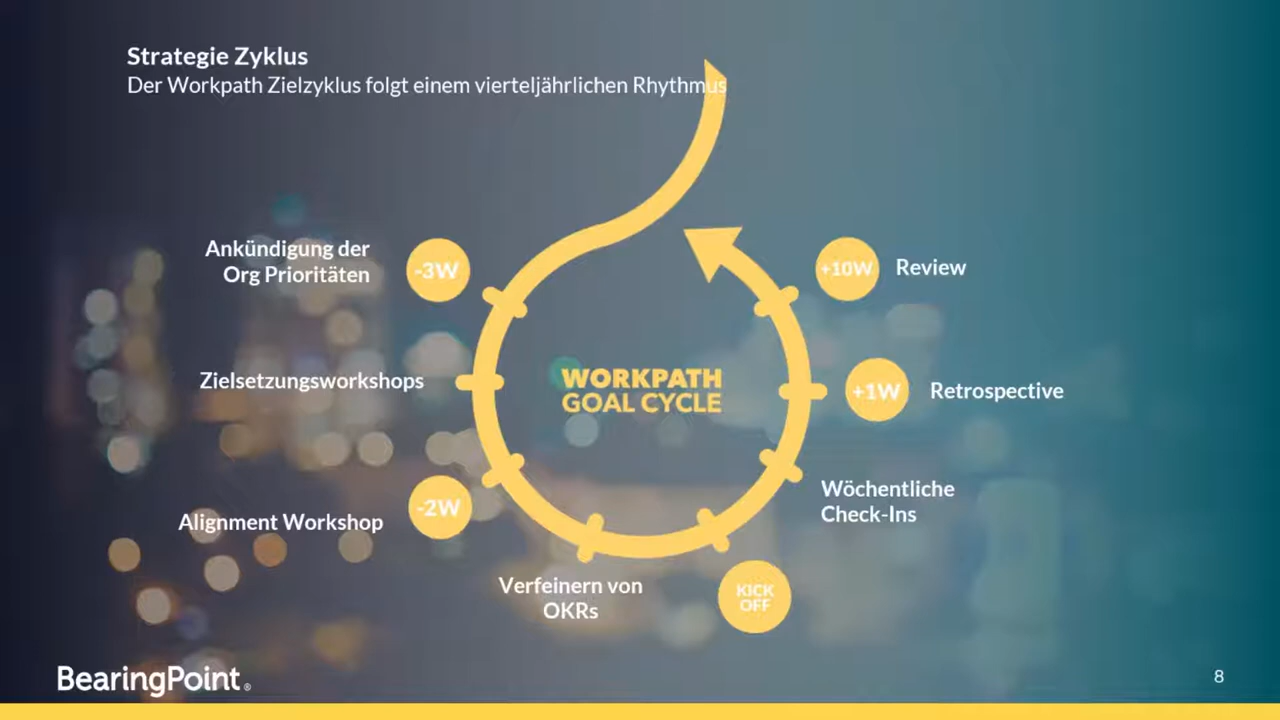 Strategie Zyklus
Der Workpath Zielzyklus folgt einem vierteljährlichen Rhythmus
Ankündigung der
Org Prioritäten
-3W
+10W
Review
Zielsetzungsworkshops
WORKPATH
GOAL CYCLE
+1W
Retrospective
Alignment Workshop
-2W
Wöchentliche
Check-Ins
Verfeinern von
OKRs
KICK
OFF
BearingPoint®
8